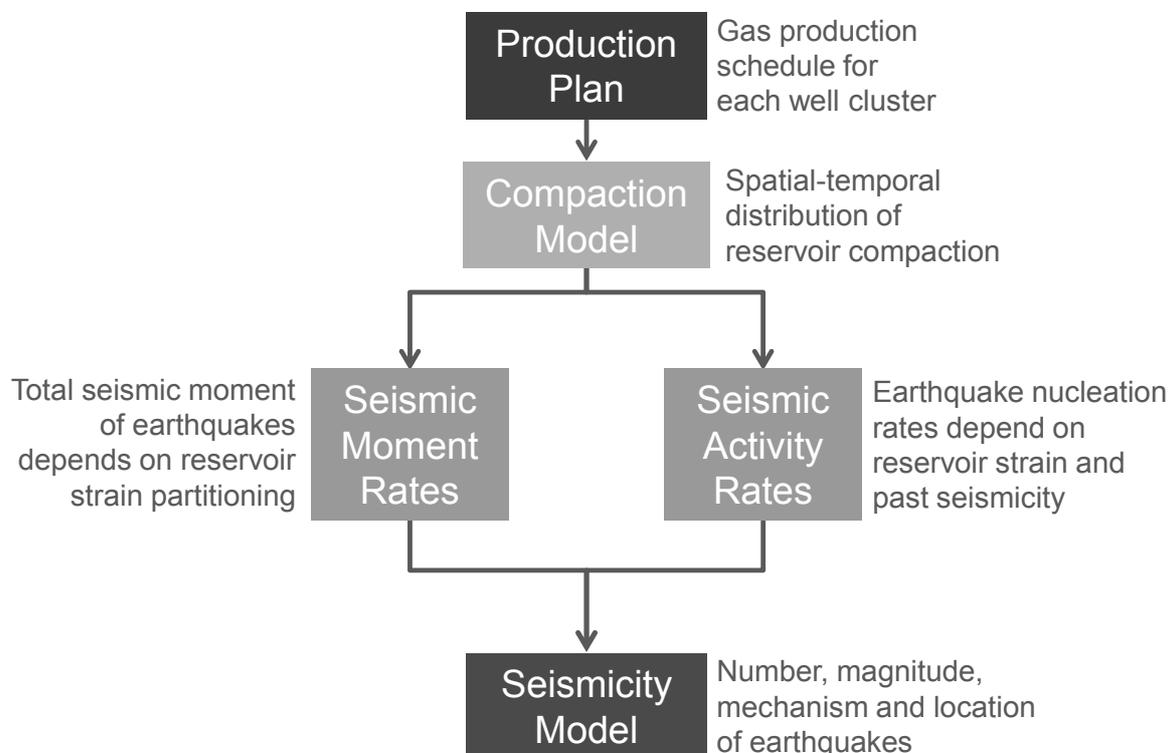 Production
Plan
Gas production
schedule for
each well cluster
Compaction
Model
Spatial-temporal
distribution of
reservoir compaction
Total seismic moment
of earthquakes
depends on reservoir
strain partitioning
Seismic
Moment
Rates
Seismic
Activity
Rates
Earthquake nucleation
rates depend on
reservoir strain and
past seismicity
Seismicity
Model
Number, magnitude,
mechanism and location
of earthquakes